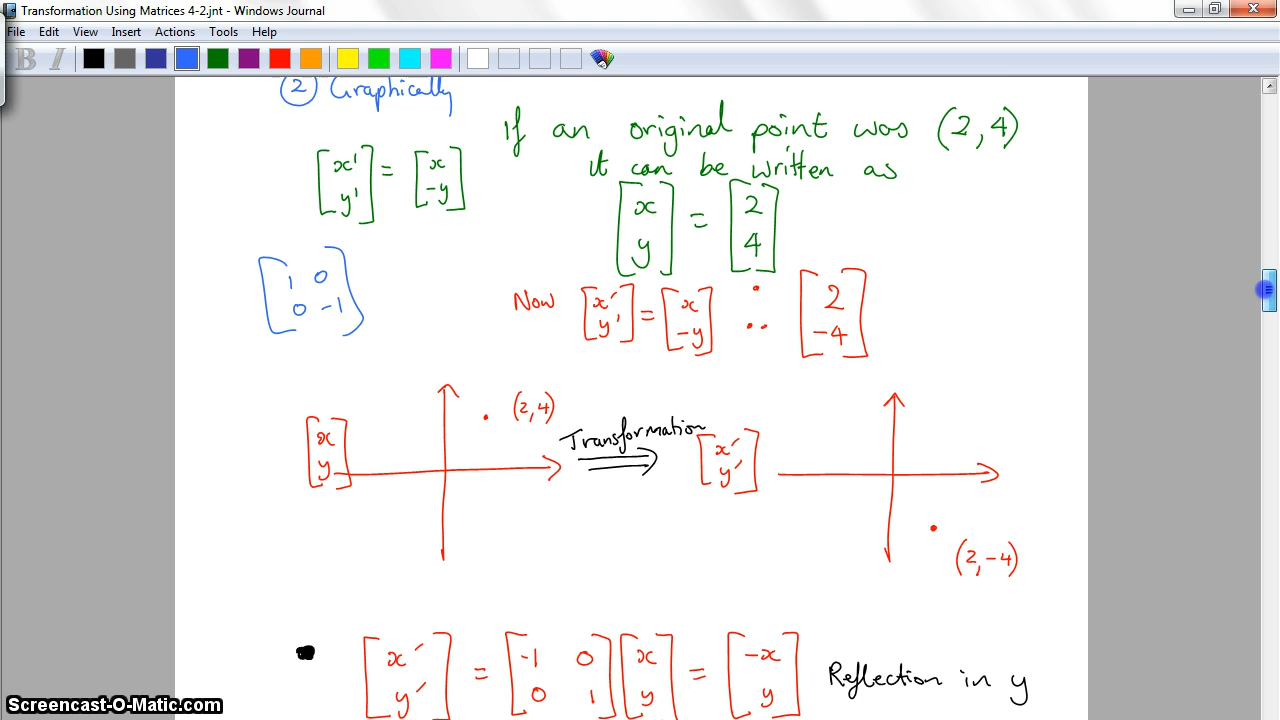 Transformation Using Matrices 4-2.jnt - Windows Journal
File Edit View Insert Actions Tools Help
B I
② Graphically
If an original point was (2,4)
it can be written as
[x' y'] = [x -y]
[x y] = [2 4]
[1 0 0 -1]
Now [x' y'] = [x -y] ∴ [2 -4]
[x y]
(2,4)
Transformation
[x' y']
(2,-4)
[x' y'] = [-1 0 0 1] [x y] = [-x y] Reflection in y
Screencast-O-Matic.com